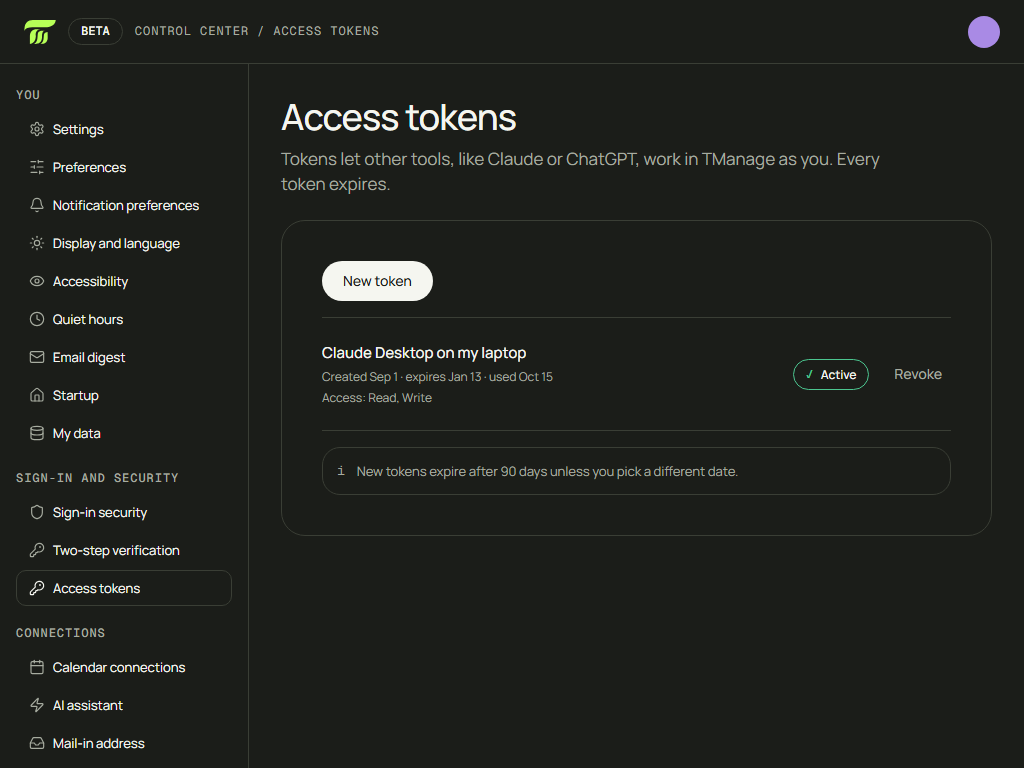 BETA
CONTROL CENTER / ACCESS TOKENS
YOU
Settings
Preferences
Notification preferences
Display and language
Accessibility
Quiet hours
Email digest
Startup
My data
SIGN-IN AND SECURITY
Sign-in security
Two-step verification
Access tokens
CONNECTIONS
Calendar connections
AI assistant
Mail-in address
Access tokens
Tokens let other tools, like Claude or ChatGPT, work in TManage as you. Every
token expires.
New token
Claude Desktop on my laptop
Created Sep 1 · expires Jan 13 · used Oct 15
Access: Read, Write
✓ Active
Revoke
i New tokens expire after 90 days unless you pick a different date.